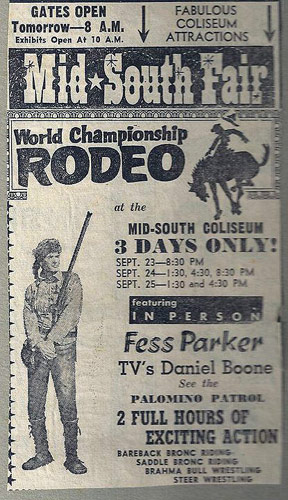 GATES OPEN
Tomorrow—8 A.M.
Exhibits Open At 10 A.M.
FABULOUS
COLISEUM
ATTRACTIONS
Mid★South Fair
World Championship
RODEO
at the
MID-SOUTH COLISEUM
3 DAYS ONLY!
SEPT. 23—8:30 PM
SEPT. 24—1:30, 4:30, 8:30 PM
SEPT. 25—1:30 and 4:30 PM
featuring
IN PERSON
Fess Parker
TV's Daniel Boone
See the
PALOMINO PATROL
2 FULL HOURS OF
EXCITING ACTION
BAREBACK BRONC RIDING
SADDLE BRONC RIDING
BRAHMA BULL WRESTLING
STEER WRESTLING